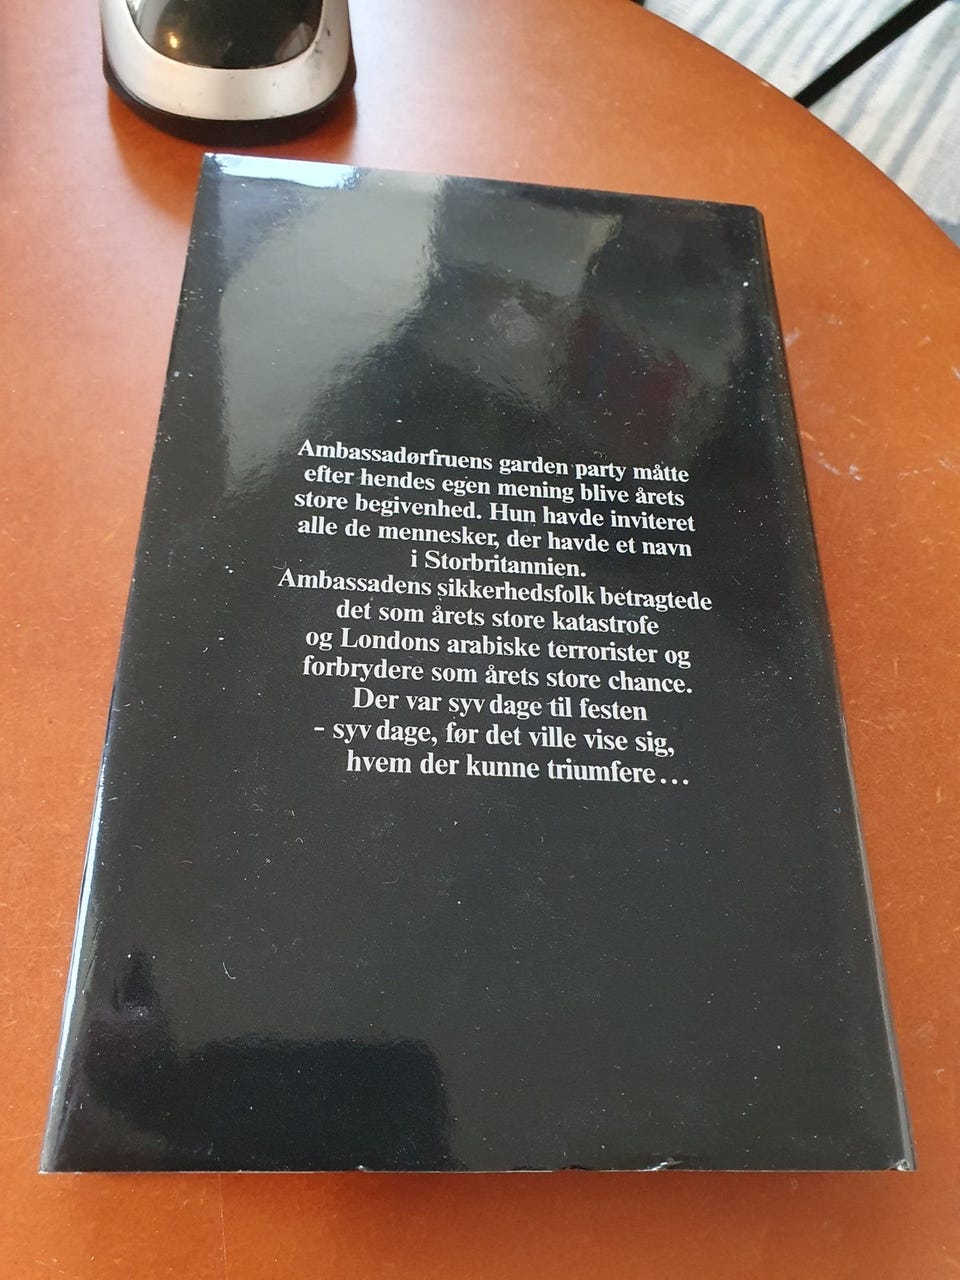 Ambassadørfruens garden party måtte
efter hendes egen mening blive årets
store begivenhed. Hun havde inviteret
alle de mennesker, der havde et navn
i Storbritannien.
Ambassadens sikkerhedsfolk betragtede
det som årets store katastrofe
og Londons arabiske terrorister og
forbrydere som årets store chance.
Der var syv dage til festen
- syv dage, før det ville vise sig,
hvem der kunne triumfere...